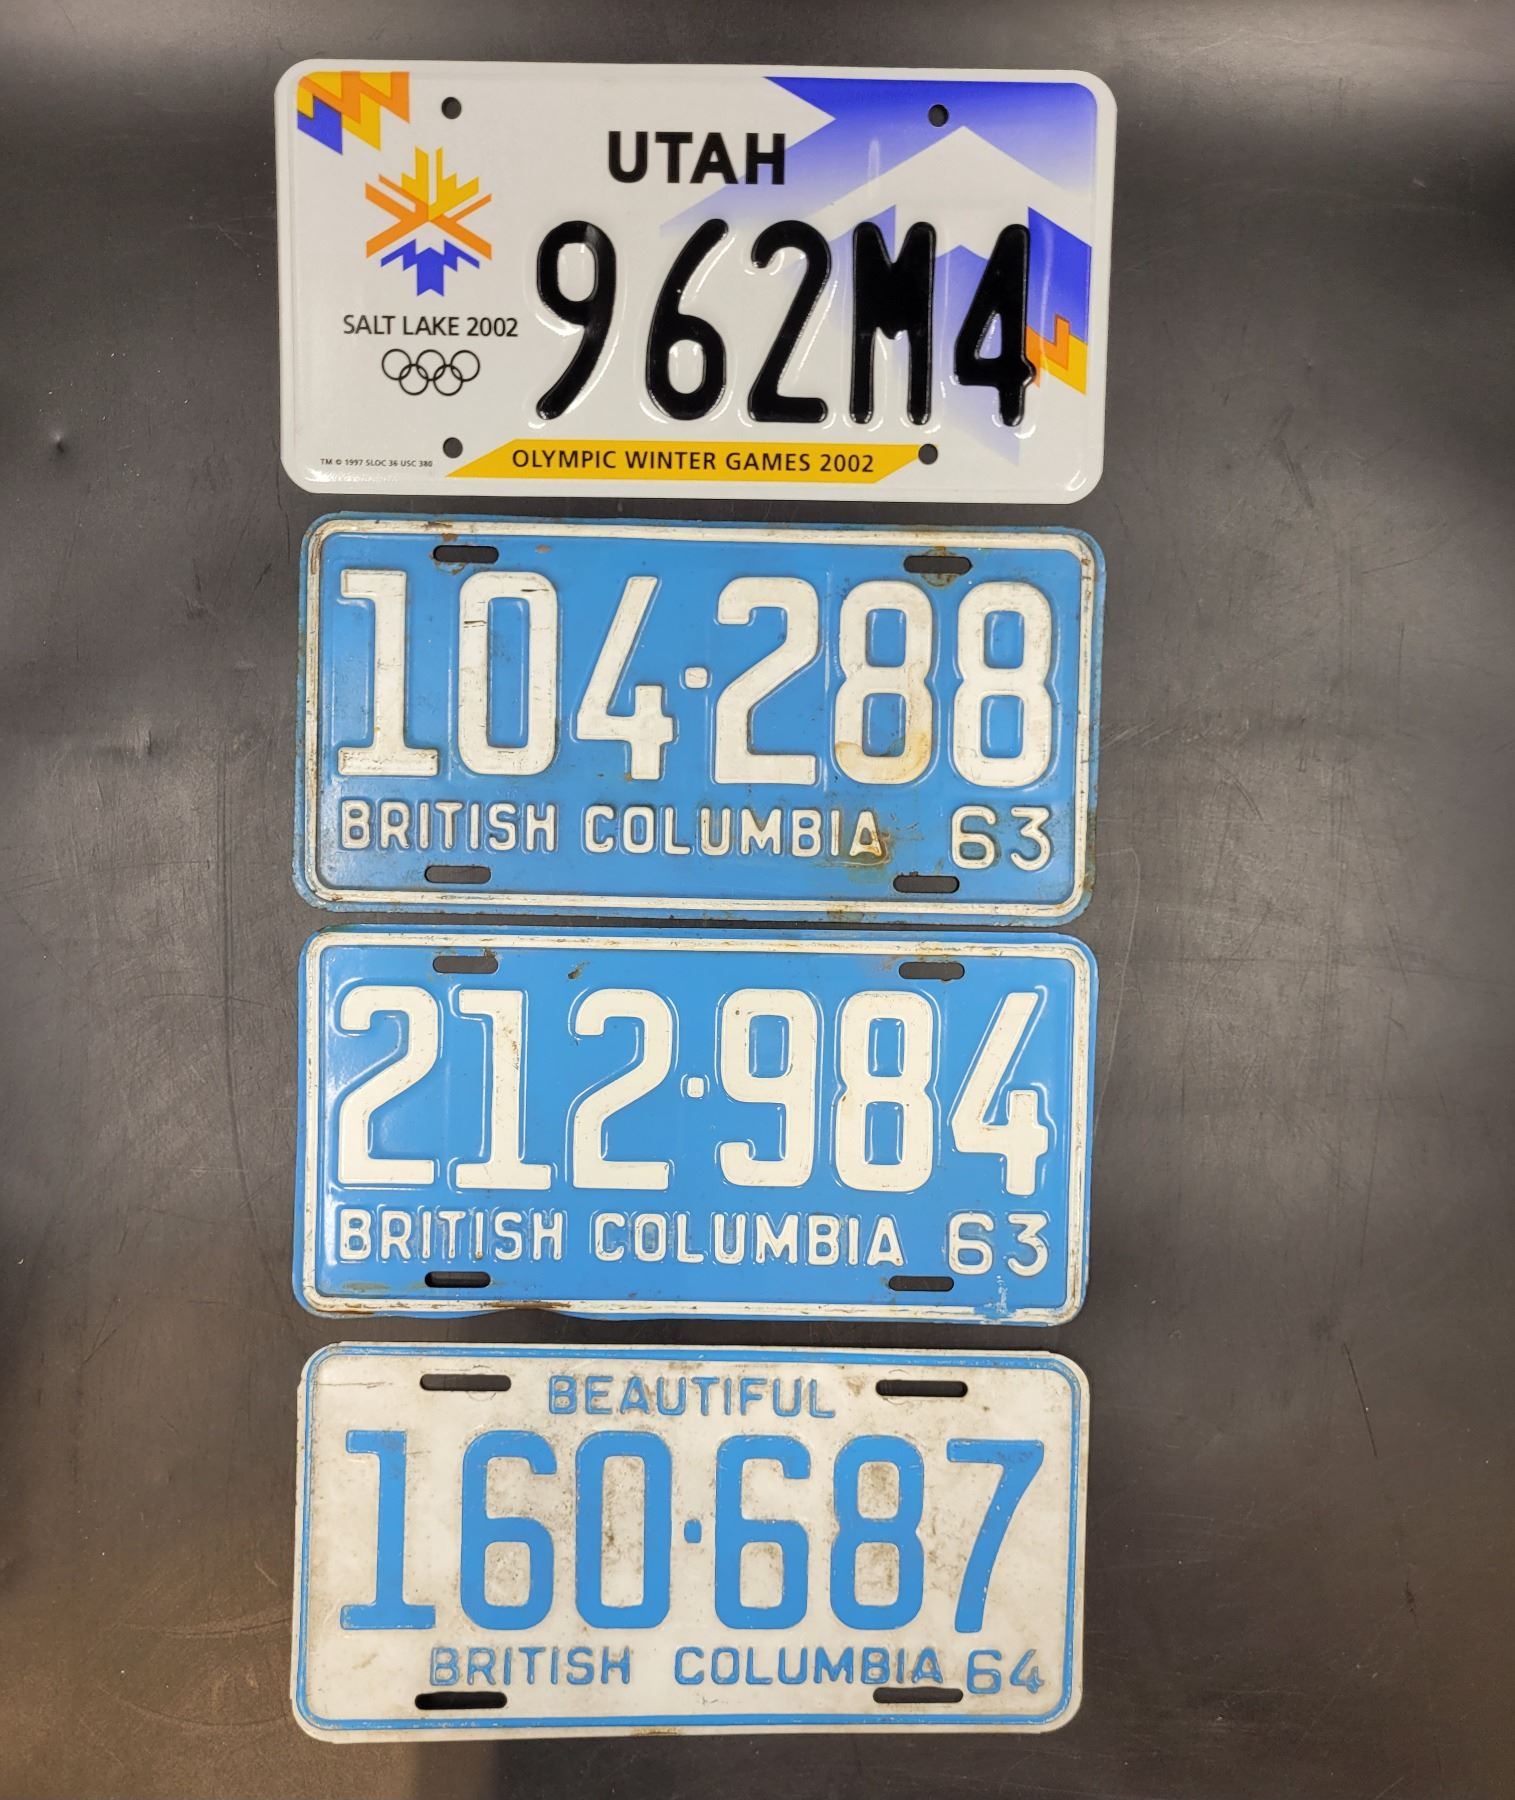 UTAH
962M4
SALT LAKE 2002
TM © 1997 SLOC 36 USC 380
OLYMPIC WINTER GAMES 2002
104·288
BRITISH COLUMBIA 63
212·984
BRITISH COLUMBIA 63
BEAUTIFUL
160·687
BRITISH COLUMBIA 64